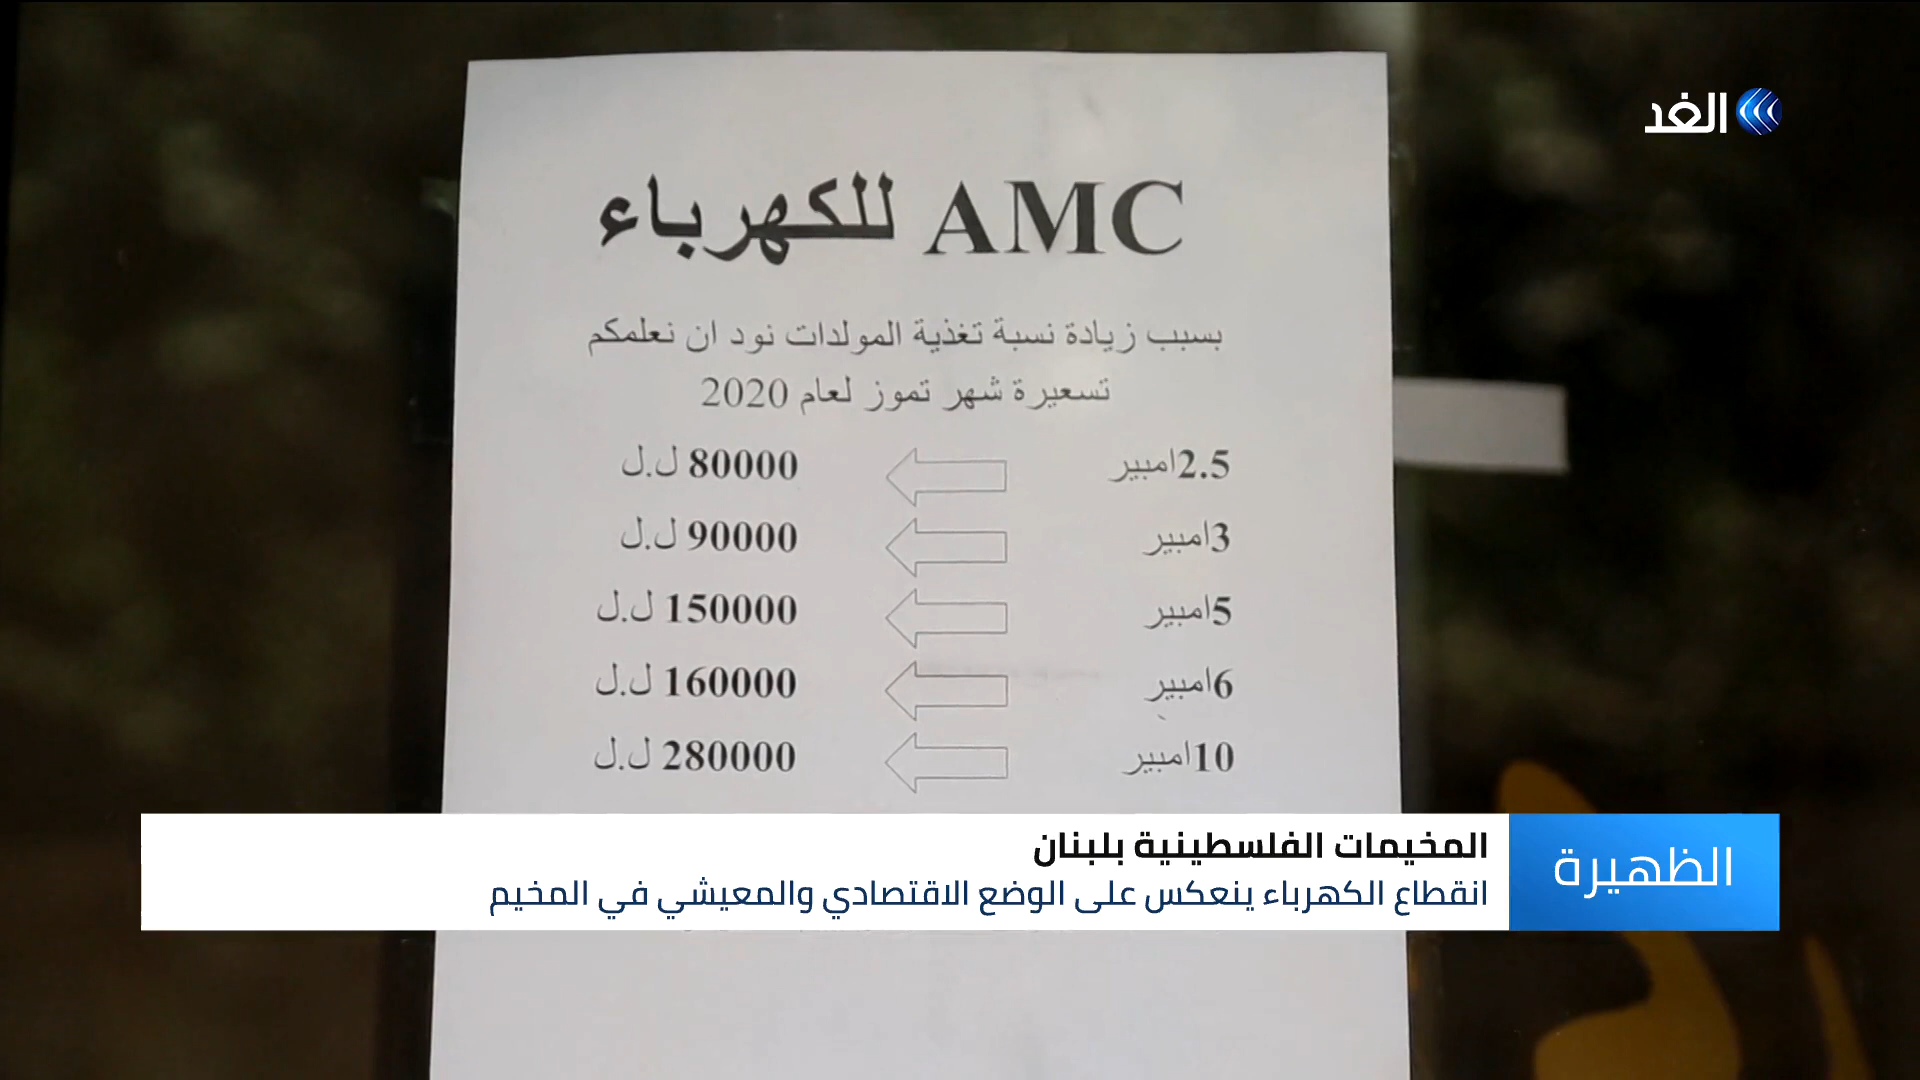 الغد
AMC للكهرباء
بسبب زيادة نسبة تغذية المولدات نود ان نعلمكم
تسعيرة شهر تموز لعام 2020
2.5امبير 80000 ل.ل
3امبير 90000 ل.ل
5امبير 150000 ل.ل
6امبير 160000 ل.ل
10امبير 280000 ل.ل
الظهيرة
المخيمات الفلسطينية بلبنان
انقطاع الكهرباء ينعكس على الوضع الاقتصادي والمعيشي في المخيم